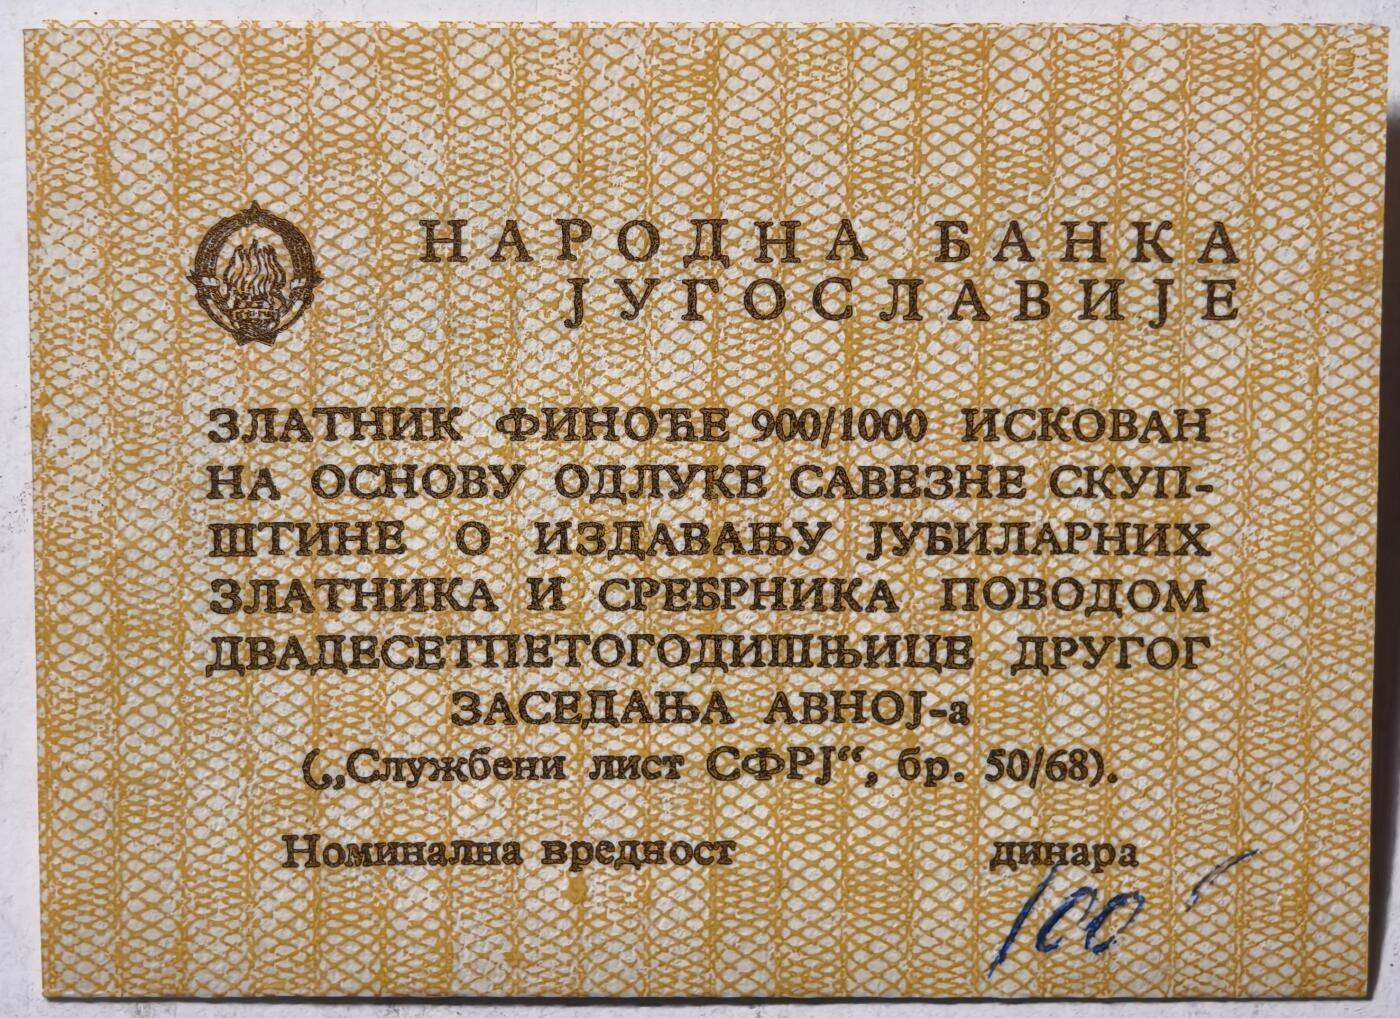 НАРОДНА БАНКА
ЈУГОСЛАВИЈЕ
ЗЛАТНИК ФИНОЋЕ 900/1000 ИСКОВАН
НА ОСНОВУ ОДЛУКЕ САВЕЗНЕ СКУП-
ШТИНЕ О ИЗДАВАЊУ ЈУБИЛАРНИХ
ЗЛАТНИКА И СРЕБРНИКА ПОВОДОМ
ДВАДЕСЕТПЕТОГОДИШЊИЦЕ ДРУГОГ
ЗАСЕДАЊА АВНОЈ-а
(„Службени лист СФРЈ“, бр. 50/68).
Номинална вредност динара
100